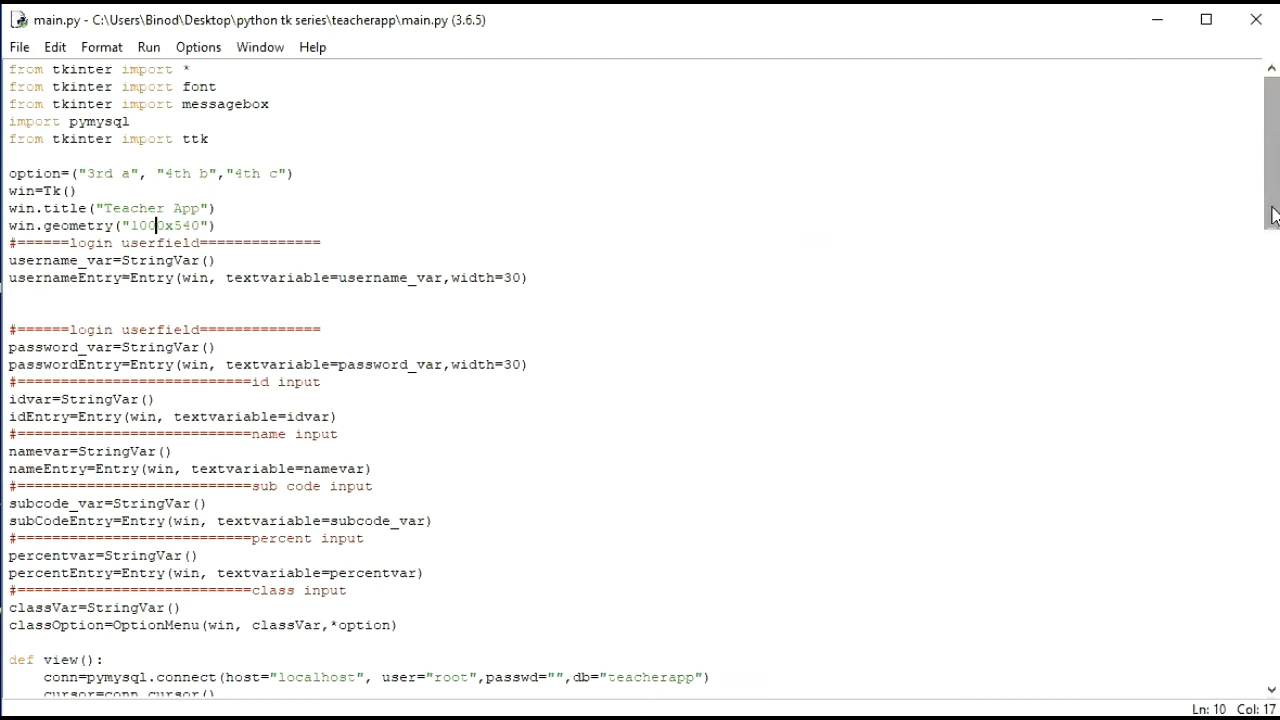 main.py - C:\Users\Binod\Desktop\python tk series\teacherapp\main.py (3.6.5)
File Edit Format Run Options Window Help
from tkinter import *
from tkinter import font
from tkinter import messagebox
import pymysql
from tkinter import ttk
option=("3rd a", "4th b","4th c")
win=Tk()
win.title("Teacher App")
win.geometry("1000x540")
#======login userfield==============
username_var=StringVar()
usernameEntry=Entry(win, textvariable=username_var,width=30)
#======login userfield==============
password_var=StringVar()
passwordEntry=Entry(win, textvariable=password_var,width=30)
#===========================id input
idvar=StringVar()
idEntry=Entry(win, textvariable=idvar)
#===========================name input
namevar=StringVar()
nameEntry=Entry(win, textvariable=namevar)
#===========================sub code input
subcode_var=StringVar()
subCodeEntry=Entry(win, textvariable=subcode_var)
#===========================percent input
percentvar=StringVar()
percentEntry=Entry(win, textvariable=percentvar)
#===========================class input
classVar=StringVar()
classOption=OptionMenu(win, classVar,*option)
def view():
    conn=pymysql.connect(host="localhost", user="root",passwd="",db="teacherapp")
    cursor=conn.cursor()
Ln: 10 Col: 17